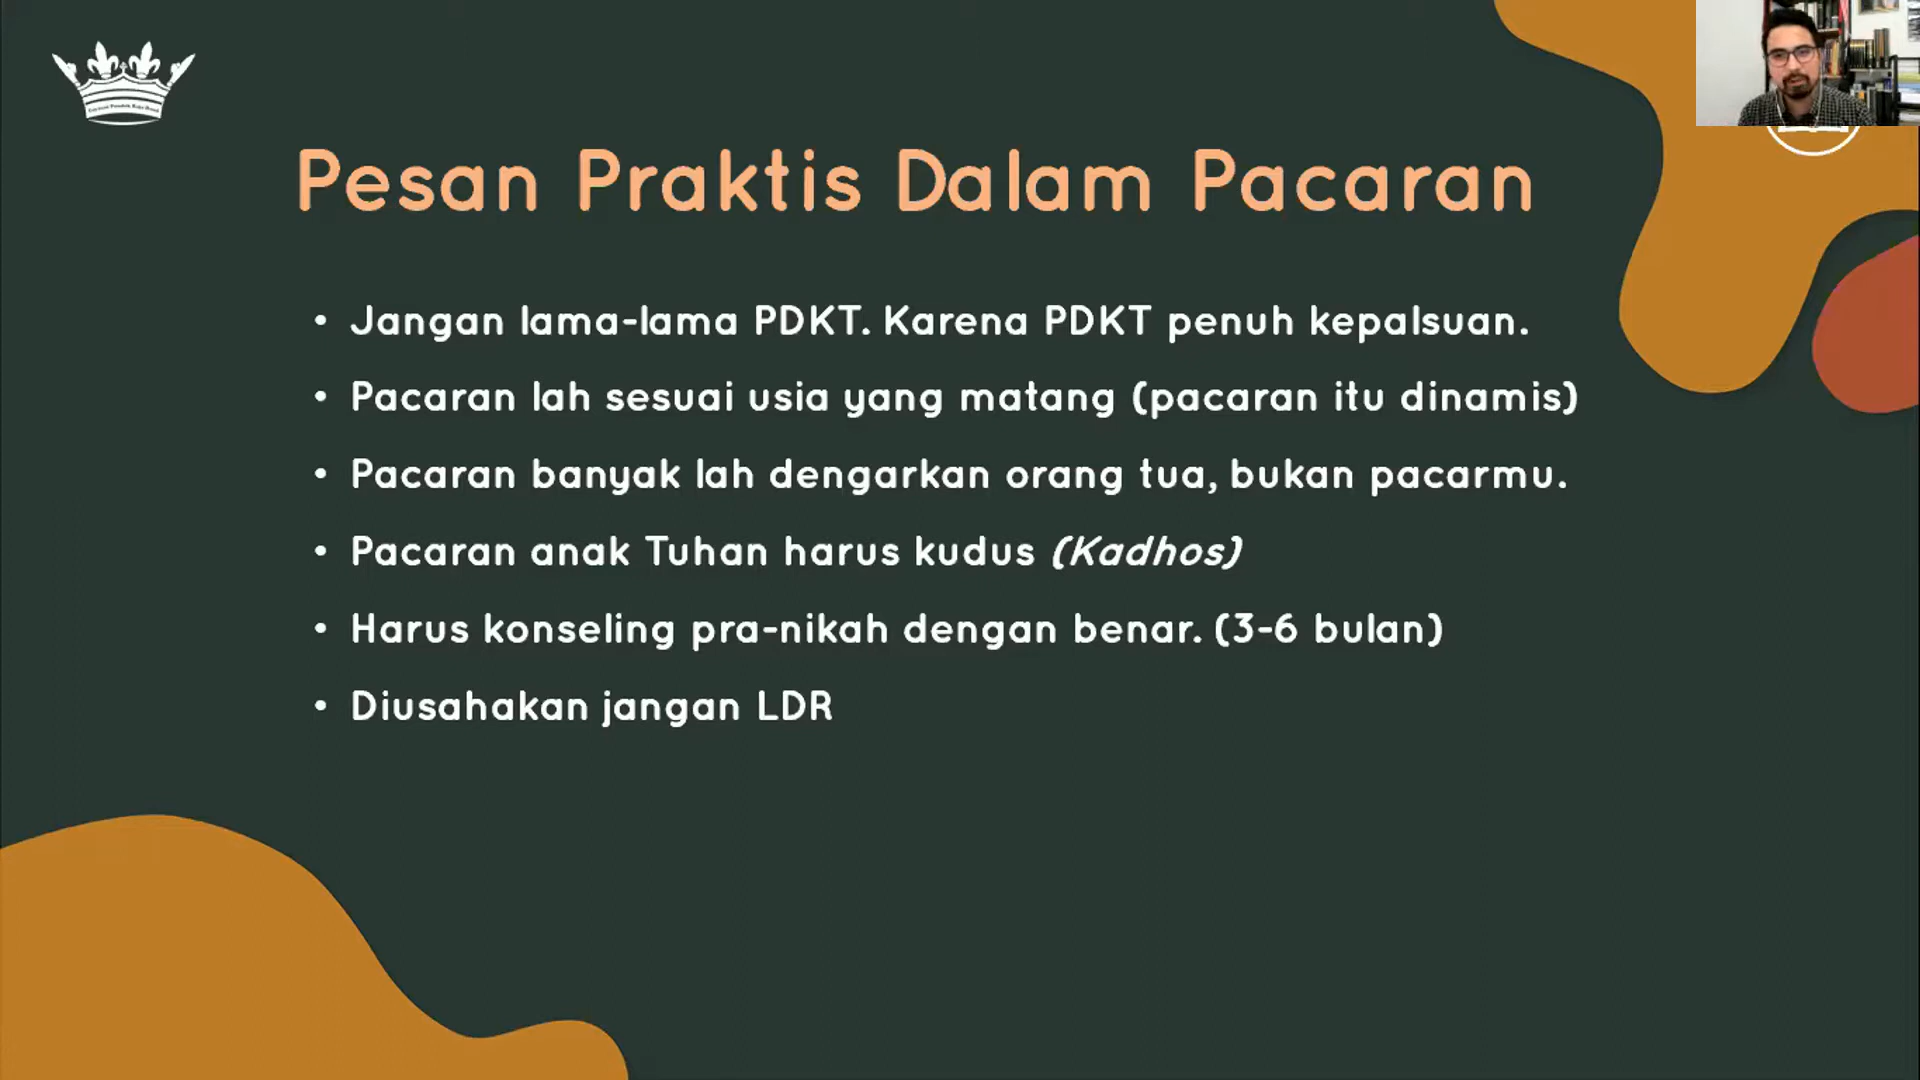 Pesan Praktis Dalam Pacaran
• Jangan lama-lama PDKT. Karena PDKT penuh kepalsuan.
• Pacaran lah sesuai usia yang matang (pacaran itu dinamis)
• Pacaran banyak lah dengarkan orang tua, bukan pacarmu.
• Pacaran anak Tuhan harus kudus (Kadhos)
• Harus konseling pra-nikah dengan benar. (3-6 bulan)
• Diusahakan jangan LDR